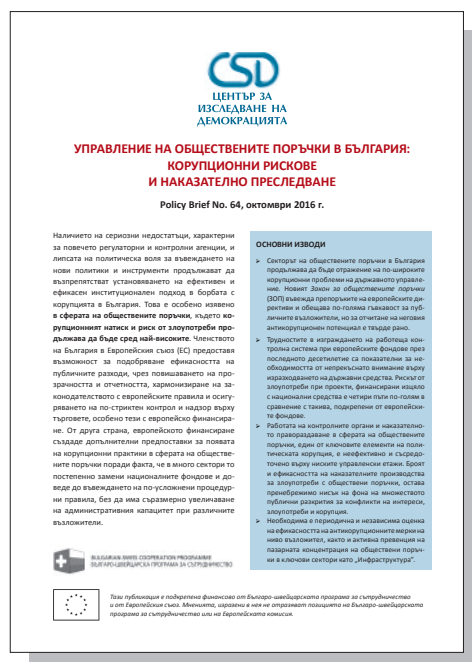 CSD
ЦЕНТЪР ЗА
ИЗСЛЕДВАНЕ НА
ДЕМОКРАЦИЯТА
УПРАВЛЕНИЕ НА ОБЩЕСТВЕНИТЕ ПОРЪЧКИ В БЪЛГАРИЯ:
КОРУПЦИОННИ РИСКОВЕ
И НАКАЗАТЕЛНО ПРЕСЛЕДВАНЕ
Policy Brief No. 64, октомври 2016 г.
Наличието на сериозни недостатъци, характерни
за повечето регулаторни и контролни агенции, и
липсата на политическа воля за въвеждането на
нови политики и инструменти продължават да
възпрепятстват установяването на ефективен и
ефикасен институционален подход в борбата с
корупцията в България. Това е особено изявено
в сферата на обществените поръчки, където ко-
рупционният натиск и риск от злоупотреби про-
дължава да бъде сред най-високите. Членството
на България в Европейския съюз (ЕС) предоставя
възможност за подобряване ефикасността на
публичните разходи, чрез повишаването на про-
зрачността и отчетността, хармонизиране на за-
конодателството с европейските правила и осигу-
ряването на по-стриктен контрол и надзор върху
търговете, особено тези с европейско финансира-
не. От друга страна, европейското финансиране
създаде допълнителни предпоставки за появата
на корупционни практики в сферата на обществе-
ните поръчки поради факта, че в много сектори то
постепенно замени националните фондове и до-
веде до въвеждането на по-усложнени процедур-
ни правила, без да има съразмерно увеличаване
на административния капацитет при различните
възложители.
ОСНОВНИ ИЗВОДИ
➢ Секторът на обществените поръчки в България
продължава да бъде отражение на по-широките
корупционни проблеми на държавното управле-
ние. Новият Закон за обществените поръчки
(ЗОП) въвежда препоръките на европейските ди-
рективи и обещава по-голяма гъвкавост за пуб-
личните възложители, но за отчитане на неговия
антикорупционен потенциал е твърде рано.
➢ Трудностите в изграждането на работеща кон-
тролна система при европейските фондове през
последното десетилетие са показателни за не-
обходимостта от непрекъснато внимание върху
изразходването на държавни средства. Рискът от
злоупотреби при проекти, финансирани изцяло
с национални средства е четири пъти по-голям в
сравнение с такива, подкрепени от европейски-
те фондове.
➢ Работата на контролните органи и наказателно-
то правораздаване в сферата на обществените
поръчки, един от ключовите елементи на поли-
тическата корупция, е неефективно и съсредо-
точено върху ниските управленски етажи. Броят
и ефикасността на наказателните производства
за злоупотреби с обществени поръчки, остава
пренебрежимо нисък на фона на множеството
публични разкрития за конфликти на интереси,
злоупотреби и корупция.
➢ Необходима е периодична и независима оценка
на ефикасността на антикорупционните мерки на
ниво възложител, както и активна превенция на
пазарната концентрация на обществени поръч-
ки в ключови сектори като „Инфраструктура“.
BULGARIAN-SWISS COOPERATION PROGRAMME
БЪЛГАРО-ШВЕЙЦАРСКА ПРОГРАМА ЗА СЪТРУДНИЧЕСТВО
Тази публикация е подкрепена финансово от Българо-швейцарската програма за сътрудничество
и от Европейския съюз. Мненията, изразени в нея не отразяват позицията на Българо-швейцарската
програма за сътрудничество или на Европейската комисия.